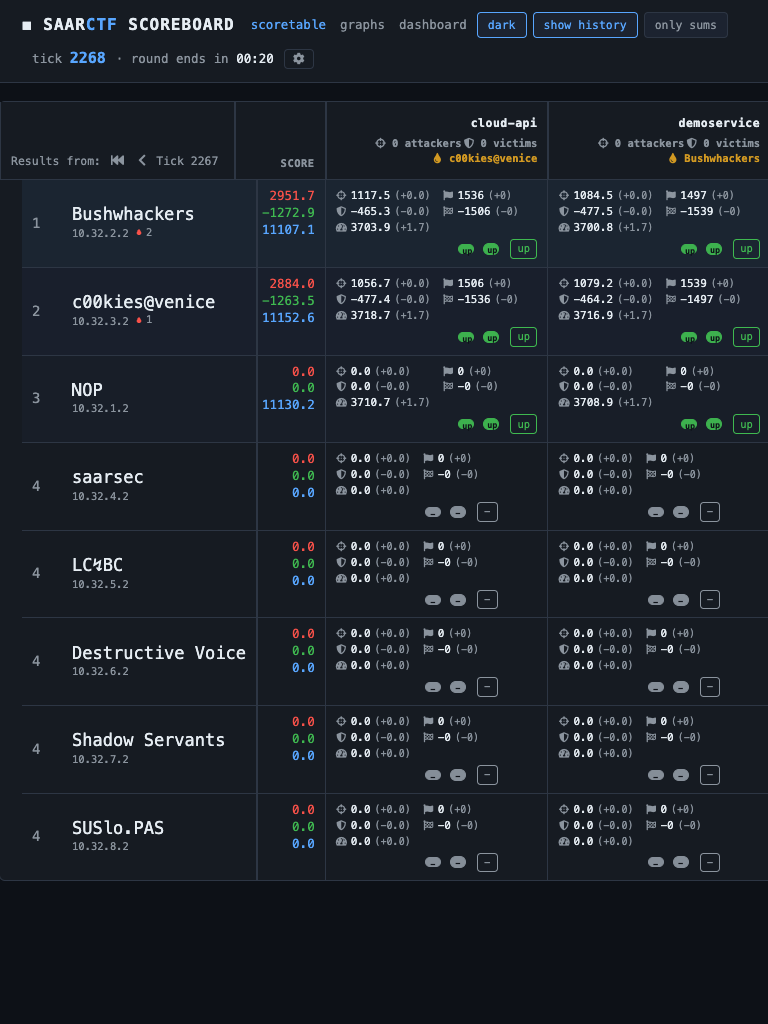 SAARCTF SCOREBOARD scoretable graphs dashboard dark show history only sums
tick 2268 · round ends in 00:20
cloud-api demoservice
0 attackers 0 victims 0 attackers 0 victims
Results from: Tick 2267 SCORE c00kies@venice Bushwhackers
1 Bushwhackers 10.32.2.2 2
2951.7 1117.5 (+0.0) 1536 (+0) 1084.5 (+0.0) 1497 (+0)
-1272.9 -465.3 (-0.0) -1506 (-0) -477.5 (-0.0) -1539 (-0)
11107.1 3703.9 (+1.7) 3700.8 (+1.7)
up up up up up up
2 c00kies@venice 10.32.3.2 1
2884.0 1056.7 (+0.0) 1506 (+0) 1079.2 (+0.0) 1539 (+0)
-1263.5 -477.4 (-0.0) -1536 (-0) -464.2 (-0.0) -1497 (-0)
11152.6 3718.7 (+1.7) 3716.9 (+1.7)
up up up up up up
3 NOP 10.32.1.2
0.0 0.0 (+0.0) 0 (+0) 0.0 (+0.0) 0 (+0)
0.0 0.0 (-0.0) -0 (-0) 0.0 (-0.0) -0 (-0)
11130.2 3710.7 (+1.7) 3708.9 (+1.7)
up up up up up up
4 saarsec 10.32.4.2
0.0 0.0 (+0.0) 0 (+0) 0.0 (+0.0) 0 (+0)
0.0 0.0 (-0.0) -0 (-0) 0.0 (-0.0) -0 (-0)
0.0 0.0 (+0.0) 0.0 (+0.0)
– – – – – –
4 LC↯BC 10.32.5.2
0.0 0.0 (+0.0) 0 (+0) 0.0 (+0.0) 0 (+0)
0.0 0.0 (-0.0) -0 (-0) 0.0 (-0.0) -0 (-0)
0.0 0.0 (+0.0) 0.0 (+0.0)
– – – – – –
4 Destructive Voice 10.32.6.2
0.0 0.0 (+0.0) 0 (+0) 0.0 (+0.0) 0 (+0)
0.0 0.0 (-0.0) -0 (-0) 0.0 (-0.0) -0 (-0)
0.0 0.0 (+0.0) 0.0 (+0.0)
– – – – – –
4 Shadow Servants 10.32.7.2
0.0 0.0 (+0.0) 0 (+0) 0.0 (+0.0) 0 (+0)
0.0 0.0 (-0.0) -0 (-0) 0.0 (-0.0) -0 (-0)
0.0 0.0 (+0.0) 0.0 (+0.0)
– – – – – –
4 SUSlo.PAS 10.32.8.2
0.0 0.0 (+0.0) 0 (+0) 0.0 (+0.0) 0 (+0)
0.0 0.0 (-0.0) -0 (-0) 0.0 (-0.0) -0 (-0)
0.0 0.0 (+0.0) 0.0 (+0.0)
– – – – – –